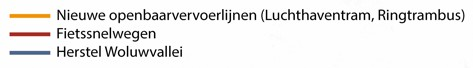 Nieuwe openbaarvervoerlijnen (Luchthaventram, Ringtrambus)
Fietssnelwegen
Herstel Woluwvallei